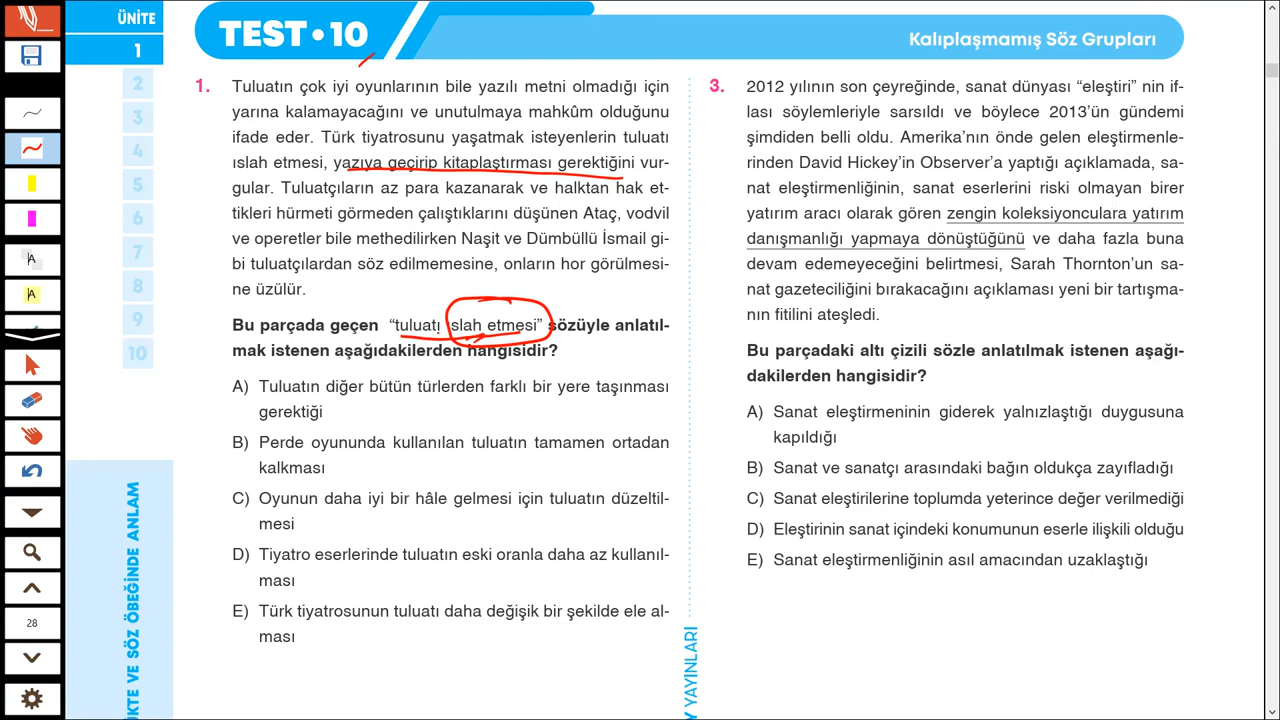 ÜNİTE
1
2
3
4
5
6
7
8
9
10
28
TEST•10
Kalıplaşmamış Söz Grupları
1. Tuluatın çok iyi oyunlarının bile yazılı metni olmadığı için
yarına kalamayacağını ve unutulmaya mahkûm olduğunu
ifade eder. Türk tiyatrosunu yaşatmak isteyenlerin tuluatı
ıslah etmesi, yazıya geçirip kitaplaştırması gerektiğini vur-
gular. Tuluatçıların az para kazanarak ve halktan hak et-
tikleri hürmeti görmeden çalıştıklarını düşünen Ataç, vodvil
ve operetler bile methedilirken Naşit ve Dümbüllü İsmail gi-
bi tuluatçılardan söz edilmemesine, onların hor görülmesi-
ne üzülür.
Bu parçada geçen “tuluatı ıslah etmesi” sözüyle anlatıl-
mak istenen aşağıdakilerden hangisidir?
A) Tuluatın diğer bütün türlerden farklı bir yere taşınması
gerektiği
B) Perde oyununda kullanılan tuluatın tamamen ortadan
kalkması
C) Oyunun daha iyi bir hâle gelmesi için tuluatın düzeltil-
mesi
D) Tiyatro eserlerinde tuluatın eski oranla daha az kullanıl-
ması
E) Türk tiyatrosunun tuluatı daha değişik bir şekilde ele al-
ması
3. 2012 yılının son çeyreğinde, sanat dünyası “eleştiri” nin if-
lası söylemleriyle sarsıldı ve böylece 2013’ün gündemi
şimdiden belli oldu. Amerika’nın önde gelen eleştirmenle-
rinden David Hickey’in Observer’a yaptığı açıklamada, sa-
nat eleştirmenliğinin, sanat eserlerini riski olmayan birer
yatırım aracı olarak gören zengin koleksiyonculara yatırım
danışmanlığı yapmaya dönüştüğünü ve daha fazla buna
devam edemeyeceğini belirtmesi, Sarah Thornton’un sa-
nat gazeteciliğini bırakacağını açıklaması yeni bir tartışma-
nın fitilini ateşledi.
Bu parçadaki altı çizili sözle anlatılmak istenen aşağı-
dakilerden hangisidir?
A) Sanat eleştirmeninin giderek yalnızlaştığı duygusuna
kapıldığı
B) Sanat ve sanatçı arasındaki bağın oldukça zayıfladığı
C) Sanat eleştirilerine toplumda yeterince değer verilmediği
D) Eleştirinin sanat içindeki konumunun eserle ilişkili olduğu
E) Sanat eleştirmenliğinin asıl amacından uzaklaştığı
VE SÖZ ÖBEĞİNDE ANLAM
YAYINLARI